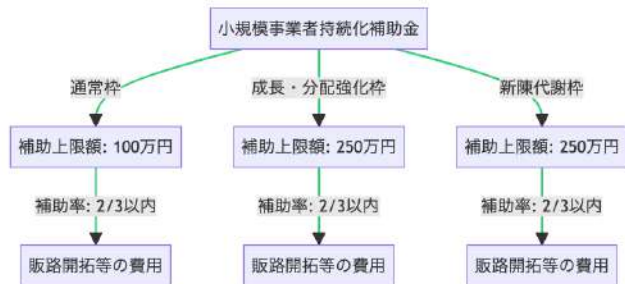 小規模事業者持続化補助金
通常枠
成長・分配強化枠
新陳代謝枠
補助上限額: 100万円
補助上限額: 250万円
補助上限額: 250万円
補助率: 2/3以内
補助率: 2/3以内
補助率: 2/3以内
販路開拓等の費用
販路開拓等の費用
販路開拓等の費用